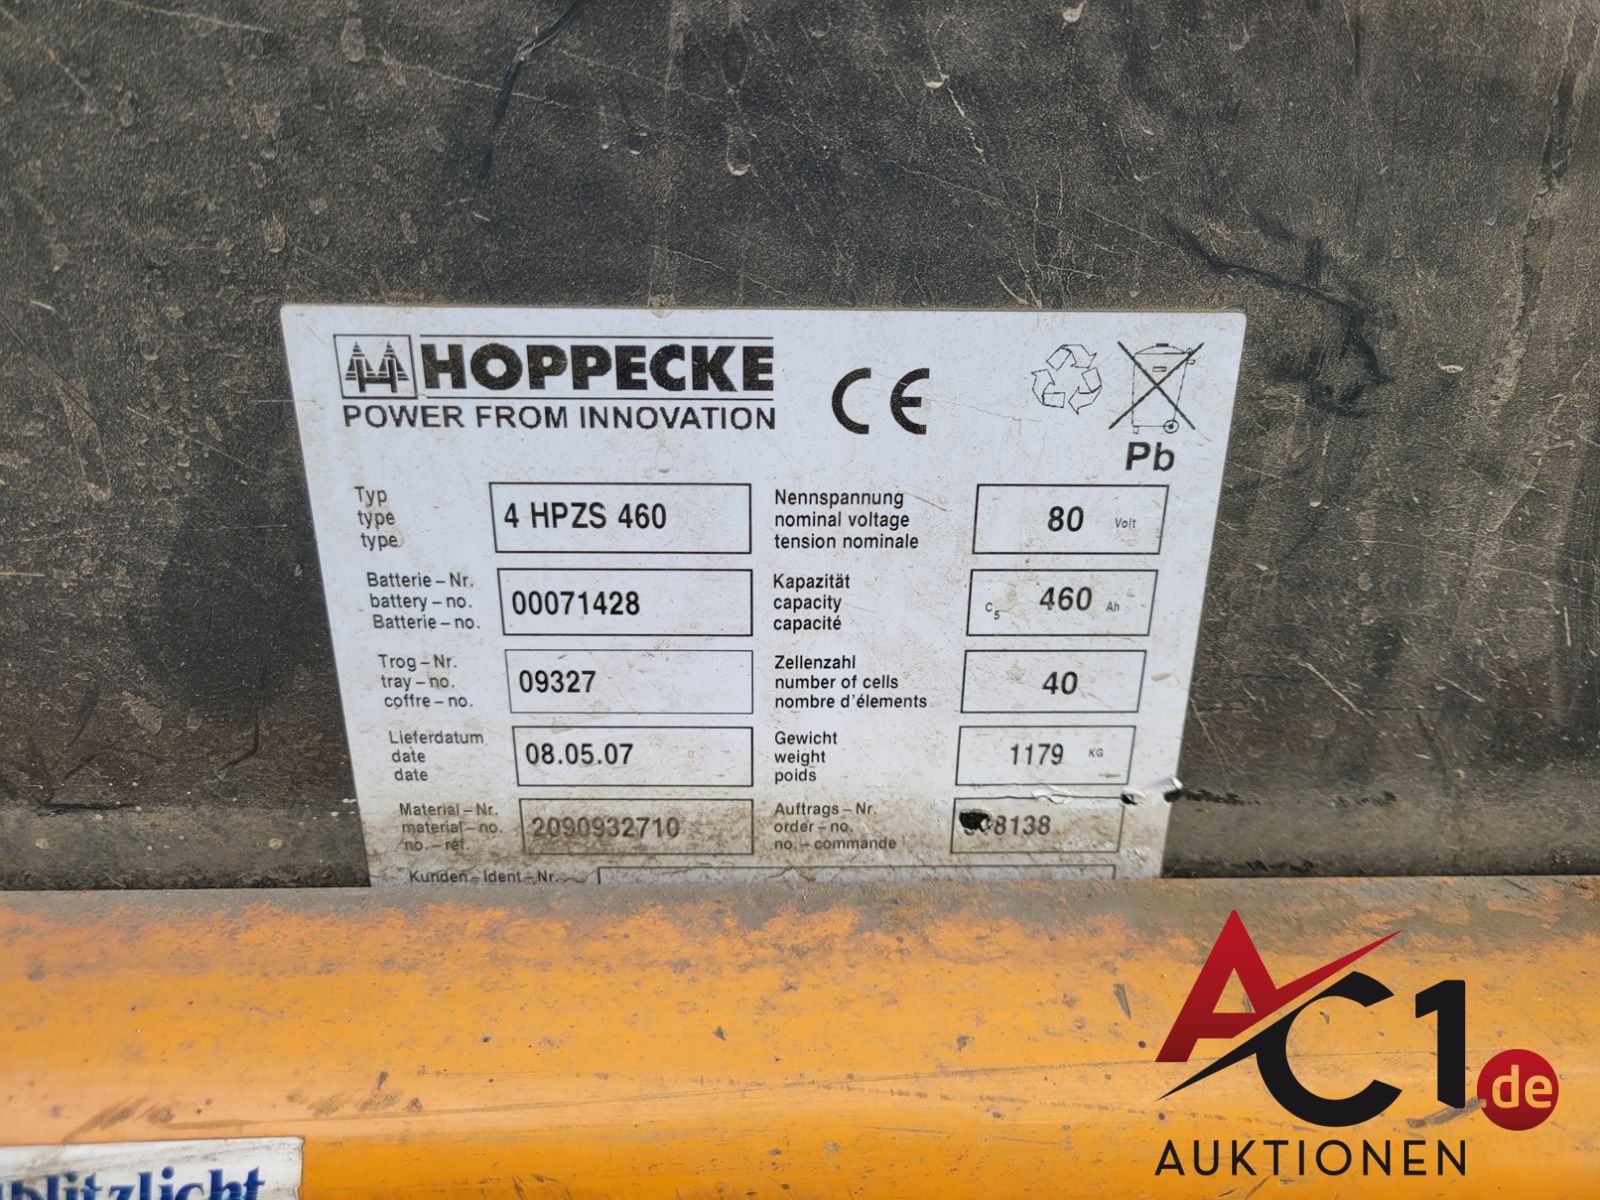 HOPPECKE
POWER FROM INNOVATION
CE
Pb
Typ
type
type
4 HPZS 460
Nennspannung
nominal voltage
tension nominale
80 Volt
Batterie-Nr.
battery-no.
Batterie-no.
00071428
Kapazität
capacity
capacité
C5 460 Ah
Trog-Nr.
tray-no.
coffre-no.
09327
Zellenzahl
number of cells
nombre d'élements
40
Lieferdatum
date
date
08.05.07
Gewicht
weight
poids
1179 KG
Material-Nr.
material-no.
no.-réf.
2090932710
Auftrags-Nr.
order-no.
no.-commande
Kunden-Ident-Nr.
AC1.de
AUKTIONEN
blitzlicht